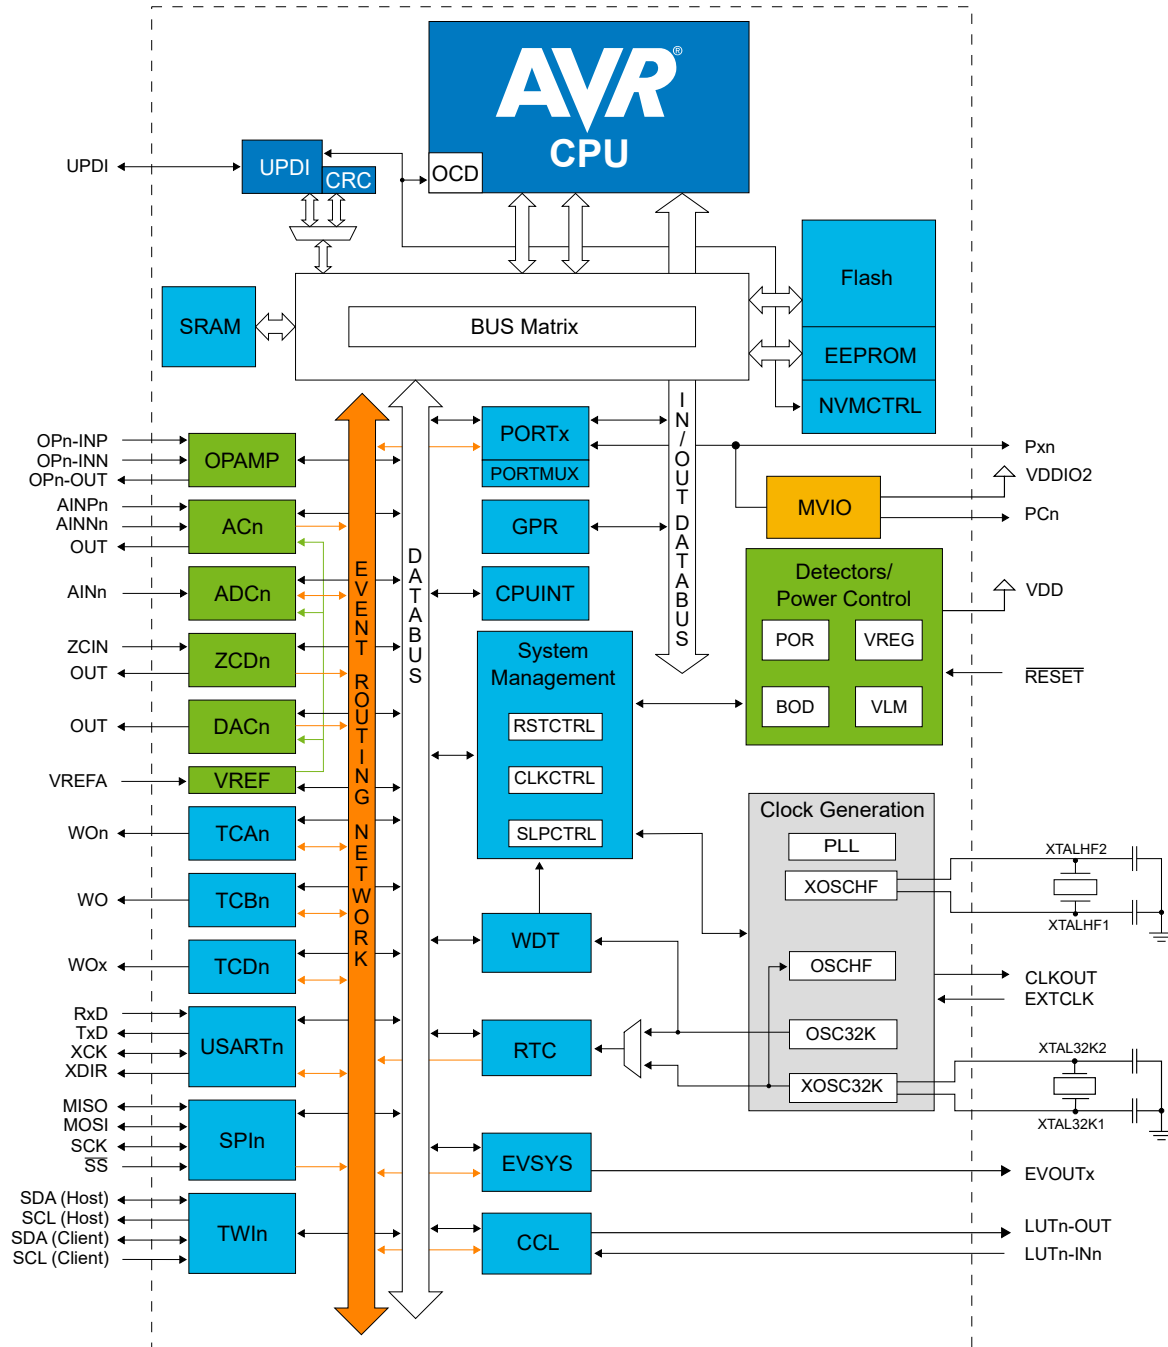 AVR®
CPU
OCD
UPDI
UPDI
CRC
Flash
SRAM
BUS Matrix
EEPROM
NVMCTRL
OPn-INP
OPn-INN
OPn-OUT
OPAMP
PORTx
PORTMUX
Pxn
VDDIO2
MVIO
PCn
AINPn
AINNn
OUT
ACn
GPR
AINn
ADCn
CPUINT
ZCIN
OUT
ZCDn
OUT
DACn
VREFA
VREF
EVENT ROUTING NETWORK
DATABUS
IN/OUT DATABUS
Detectors/
Power Control
POR
VREG
BOD
VLM
VDD
RESET
System
Management
RSTCTRL
CLKCTRL
SLPCTRL
WOn
TCAn
WO
TCBn
WOx
TCDn
WDT
Clock Generation
PLL
XOSCHF
OSCHF
OSC32K
XOSC32K
XTALHF2
XTALHF1
CLKOUT
EXTCLK
XTAL32K2
XTAL32K1
RxD
TxD
XCK
XDIR
USARTn
RTC
MISO
MOSI
SCK
SS
SPIn
EVSYS
EVOUTx
SDA (Host)
SCL (Host)
SDA (Client)
SCL (Client)
TWIn
CCL
LUTn-OUT
LUTn-INn